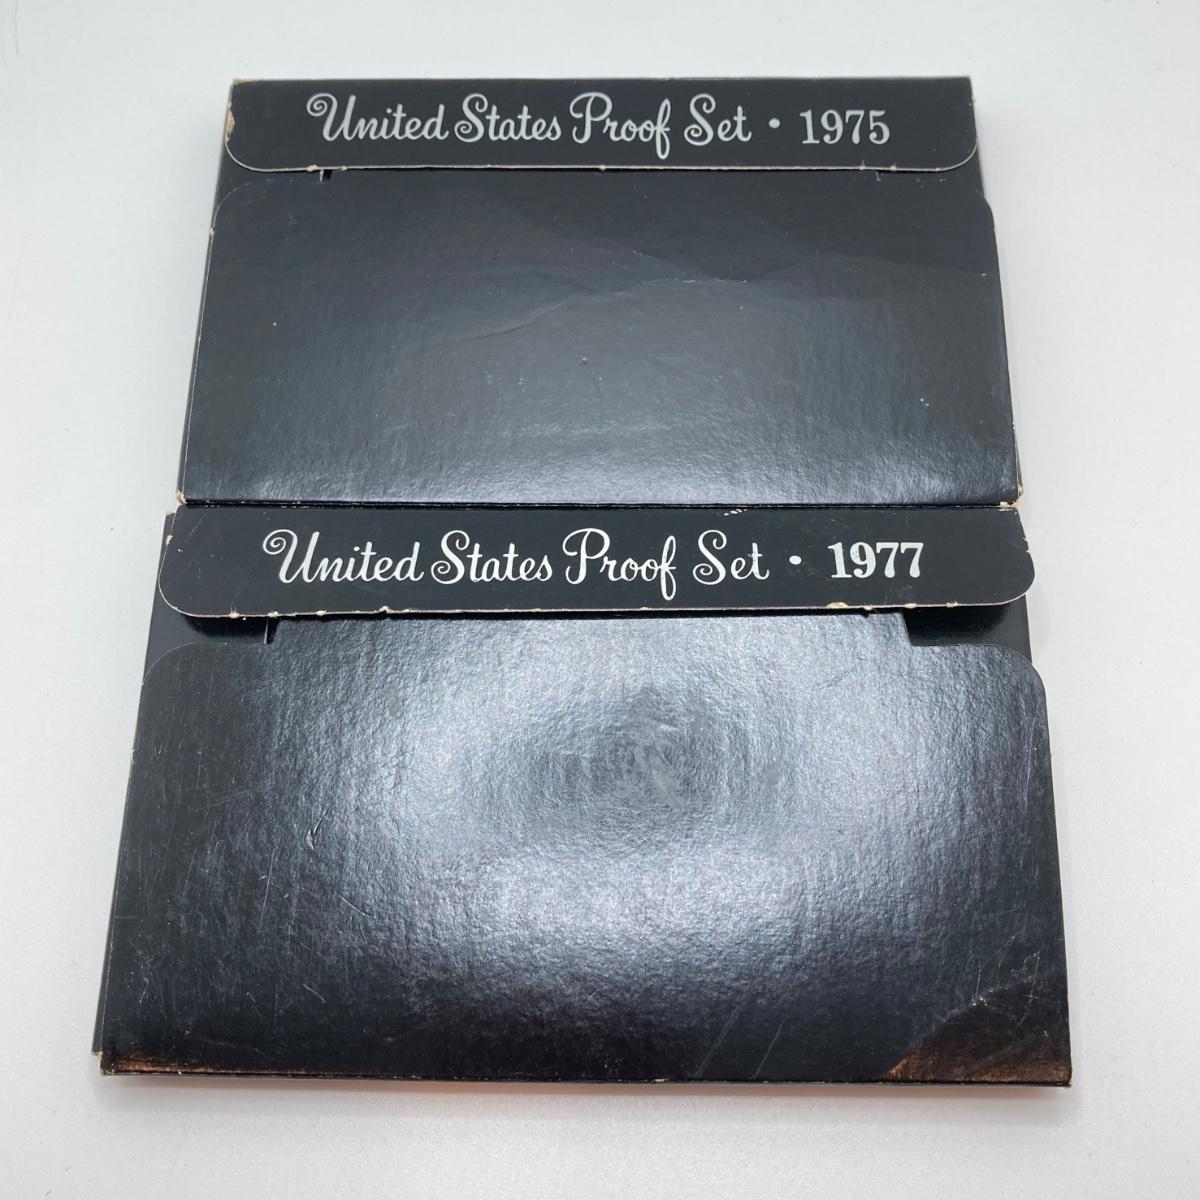 United States Proof Set • 1975
United States Proof Set • 1977